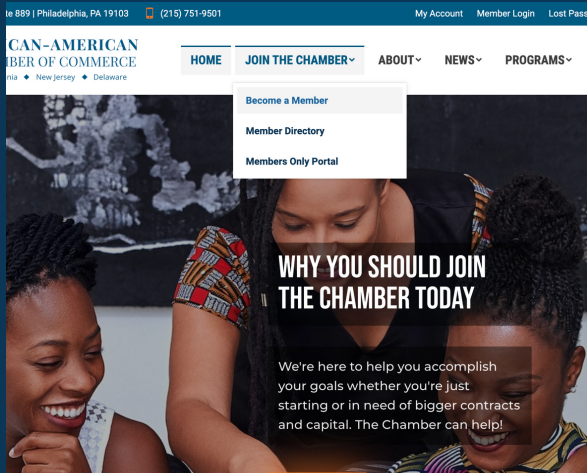 te 889 | Philadelphia, PA 19103 (215) 751-9501 My Account Member Login Lost Pass
CAN-AMERICAN
MBER OF COMMERCE
nia ◆ New Jersey ◆ Delaware
HOME JOIN THE CHAMBER ABOUT NEWS PROGRAMS
Become a Member
Member Directory
Members Only Portal
WHY YOU SHOULD JOIN
THE CHAMBER TODAY
We're here to help you accomplish
your goals whether you're just
starting or in need of bigger contracts
and capital. The Chamber can help!